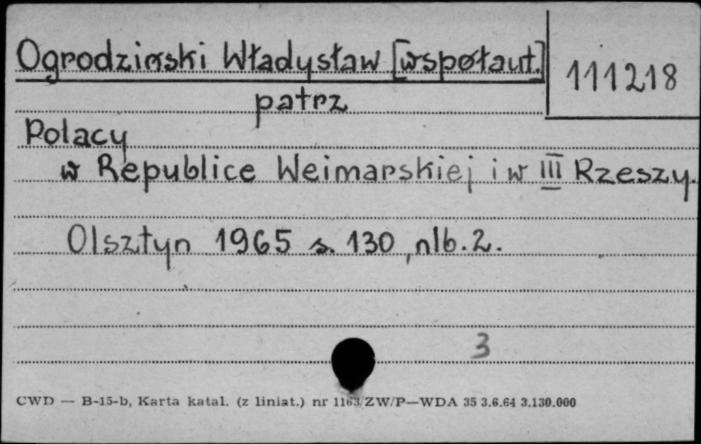 Ogrodziński Władysław [współaut.]
111218
patrz
Polacy
w Republice Weimarskiej i w III Rzeszy.
Olsztyn 1965 s. 130, nlb. 2.
3
CWD — B-15-b, Karta katal. (z liniat.) nr 1163/ZW/P—WDA 35 3.6.64 3.130.000